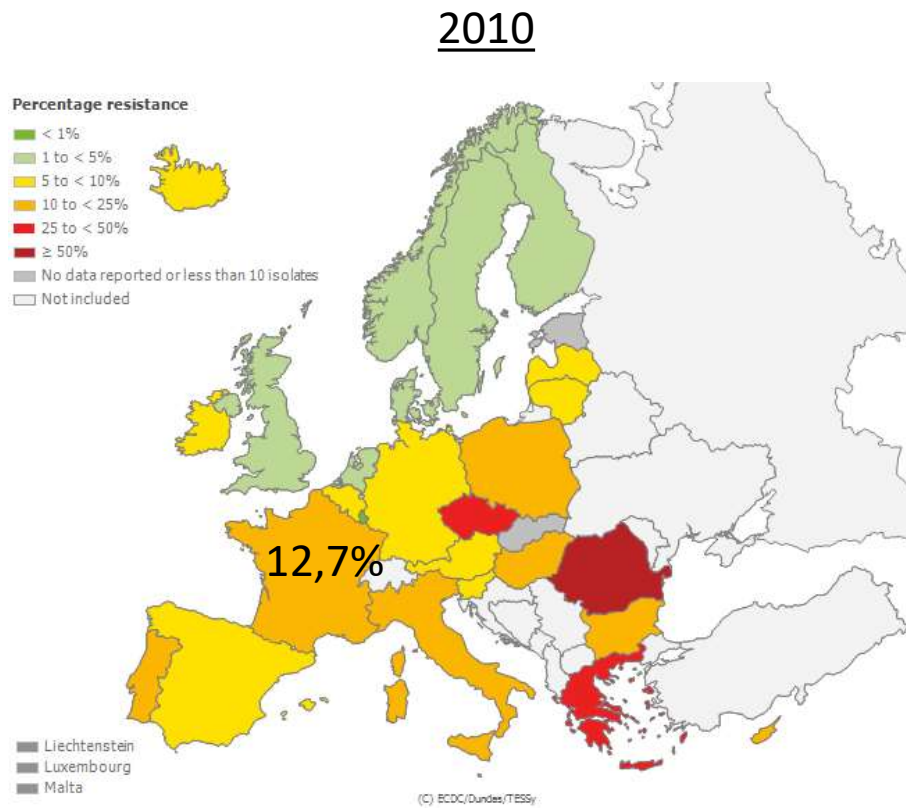 2010
Percentage resistance
< 1%
1 to < 5%
5 to < 10%
10 to < 25%
25 to < 50%
≥ 50%
No data reported or less than 10 isolates
Not included
12,7%
Liechtenstein
Luxembourg
Malta
(C) ECDC/Dundas/TESSy